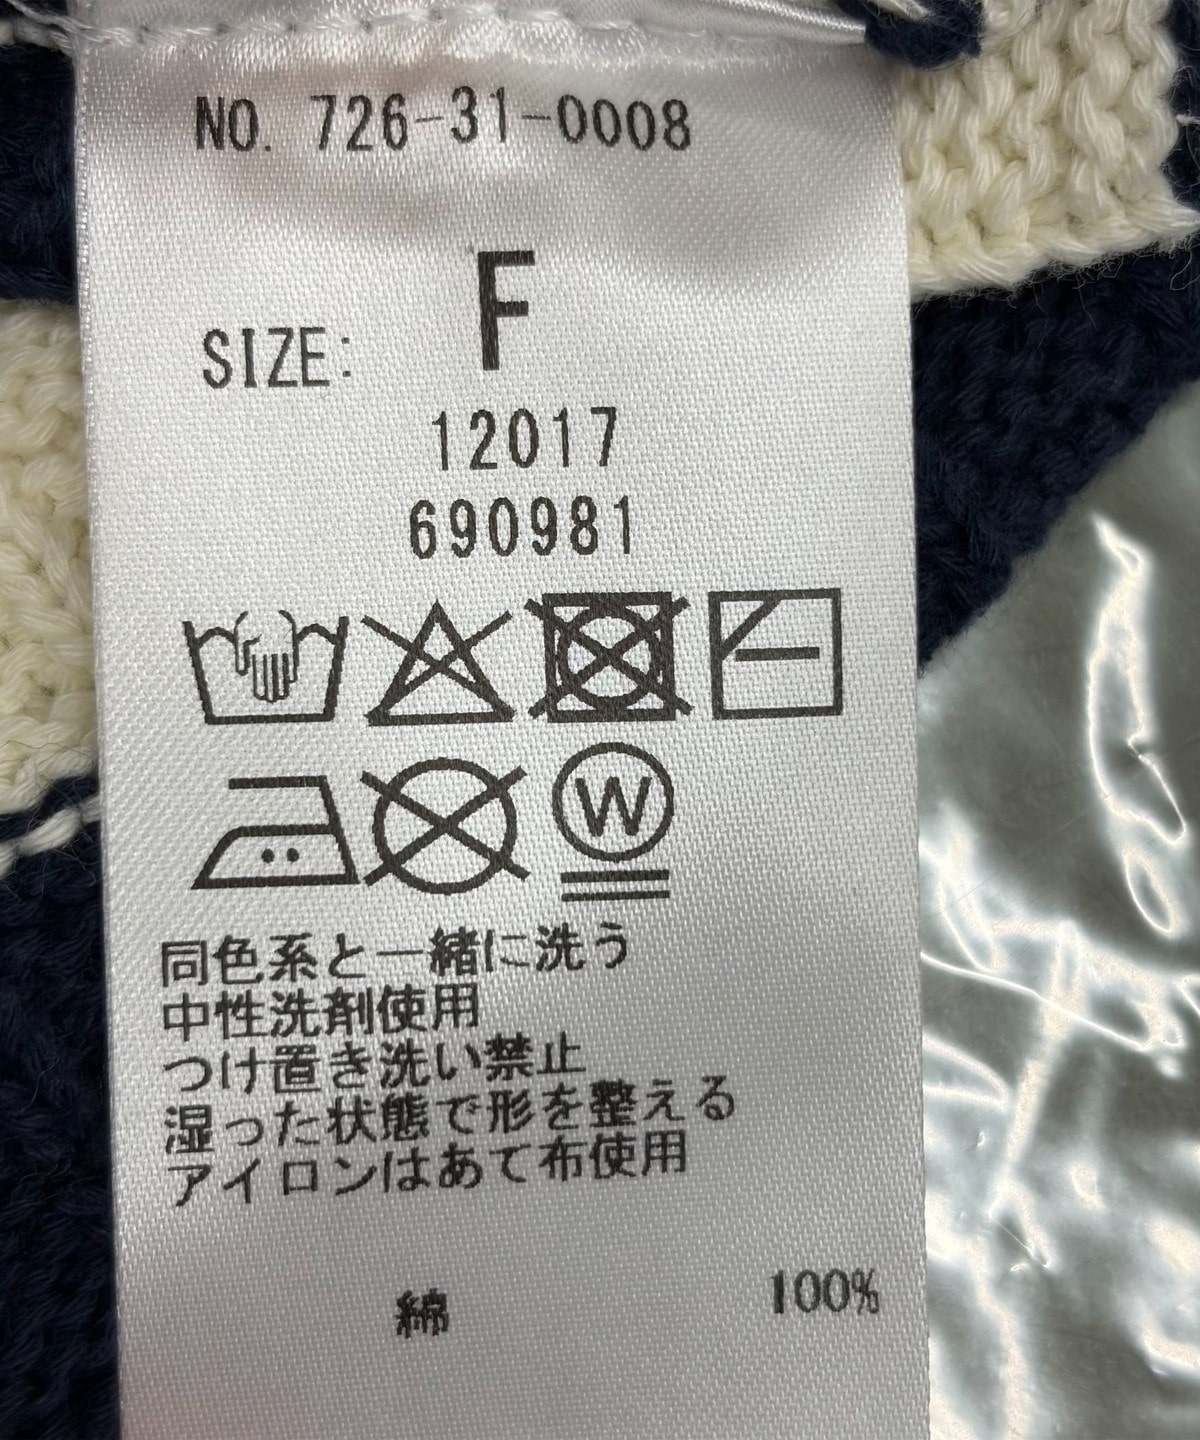 NO. 726-31-0008
SIZE: F
12017
690981
W
同色系と一緒に洗う
中性洗剤使用
つけ置き洗い禁止
湿った状態で形を整える
アイロンはあて布使用
綿 100%